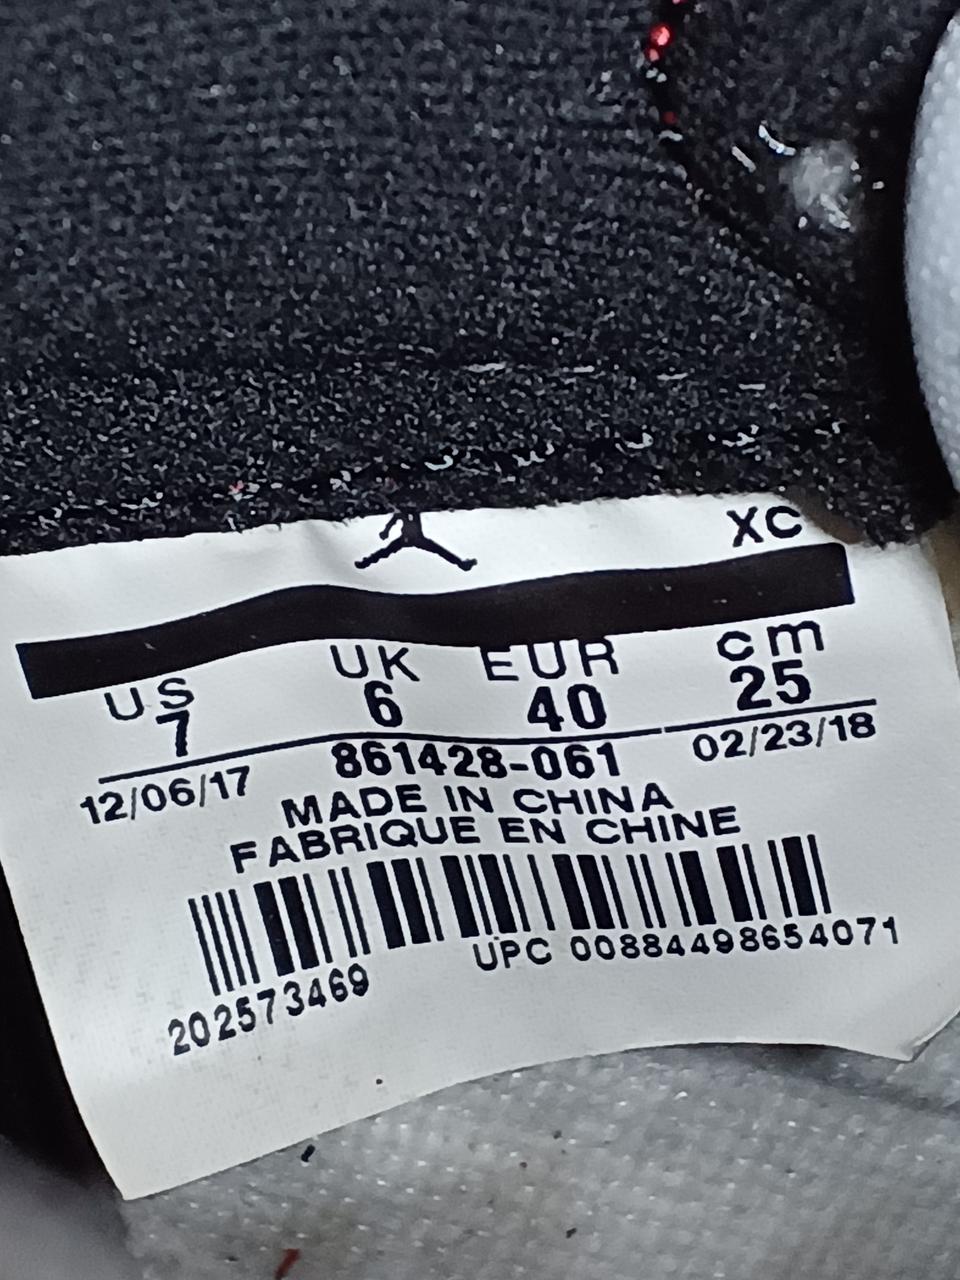 XC
US UK EUR cm
7 6 40 25
12/06/17 861428-061 02/23/18
MADE IN CHINA
FABRIQUE EN CHINE
202573469 UPC 00884498654071